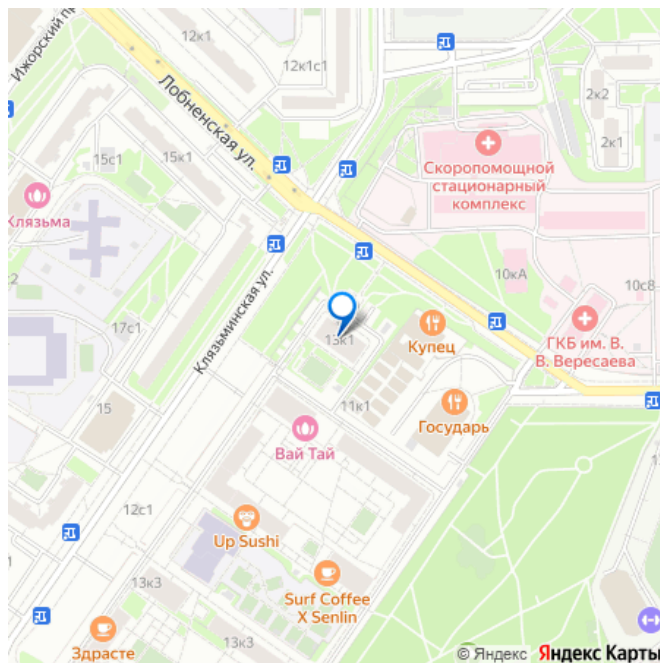 Ижорский пр
12к1
12к1с1
2к2
2к1
Лобненская ул.
Скоропомощной
стационарный
комплекс
15с1
15к1
Клязьма
2
10кА
10с8
17с1
Клязьминская ул.
13к1
Купец
ГКБ им. В.
В. Вересаева
15
11к1
Государь
Вай Тай
12с1
Up Sushi
13к3
Surf Coffee
X Senlin
Здрасте
13к3
© Яндекс Яндекс Карты